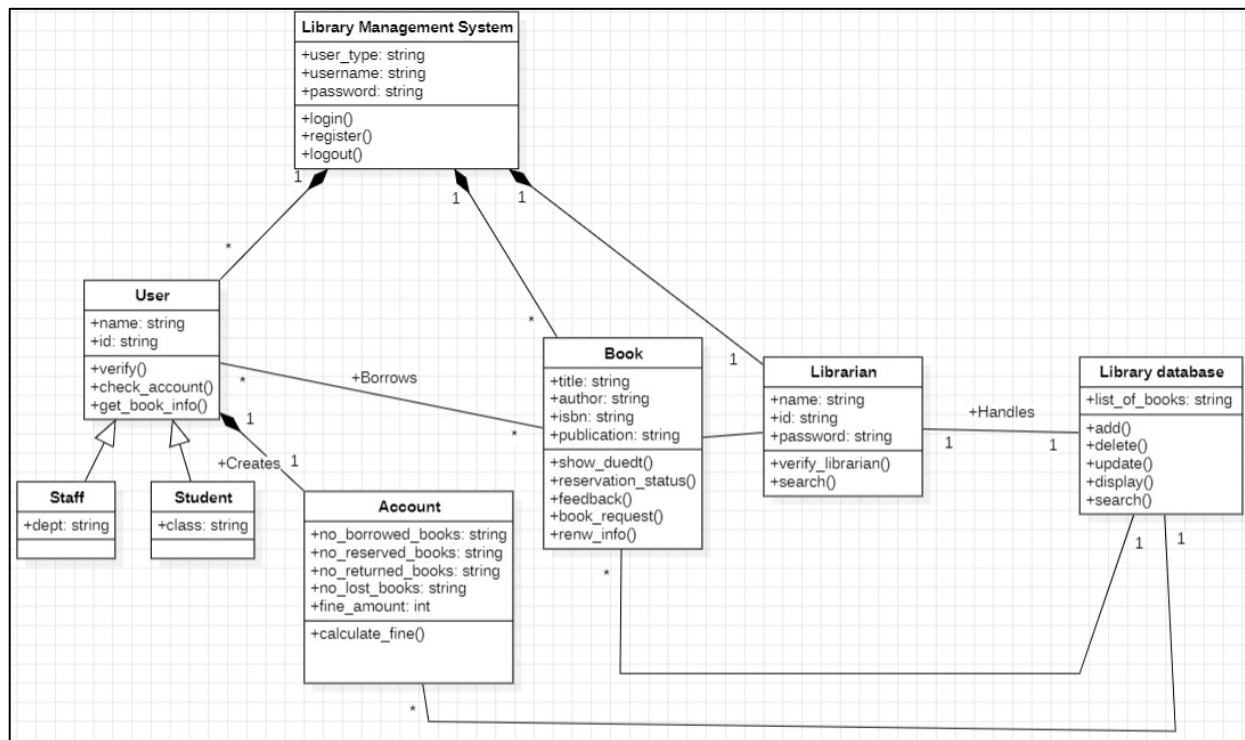 Library Management System
+user_type: string
+username: string
+password: string
+login()
+register()
+logout()
1
1
1
*
*
1
User
+name: string
+id: string
+verify()
+check_account()
+get_book_info()
*
+Borrows
*
1
+Creates
1
Book
+title: string
+author: string
+isbn: string
+publication: string
+show_duedt()
+reservation_status()
+feedback()
+book_request()
+renw_info()
*
Librarian
+name: string
+id: string
+password: string
+verify_librarian()
+search()
+Handles
1
1
Library database
+list_of_books: string
+add()
+delete()
+update()
+display()
+search()
1
1
Staff
+dept: string
Student
+class: string
Account
+no_borrowed_books: string
+no_reserved_books: string
+no_returned_books: string
+no_lost_books: string
+fine_amount: int
+calculate_fine()
*